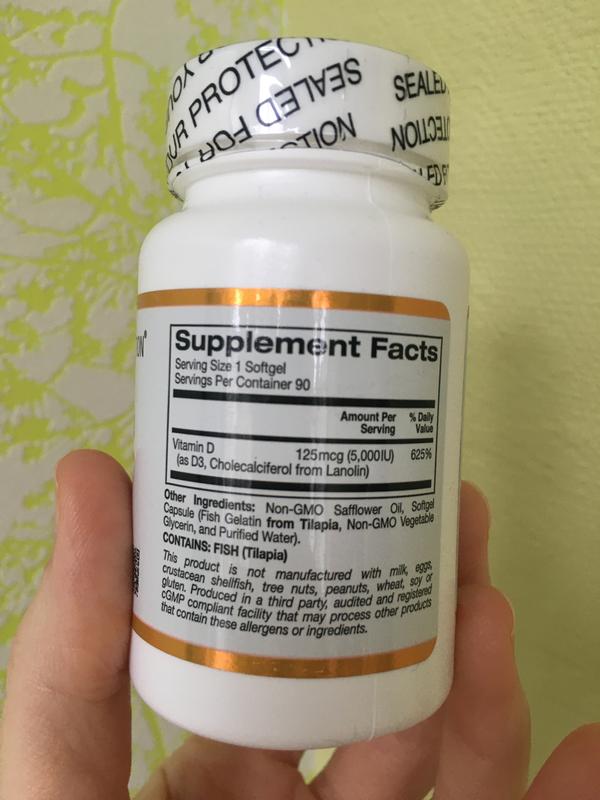 OUR PROTECTION
SEALED FOR
SEALED
Supplement Facts
Serving Size 1 Softgel
Servings Per Container 90
Amount Per Serving
% Daily Value
Vitamin D 125mcg (5,000IU) 625%
(as D3, Cholecalciferol from Lanolin)
Other Ingredients: Non-GMO Safflower Oil, Softgel
Capsule (Fish Gelatin from Tilapia, Non-GMO Vegetable
Glycerin, and Purified Water).
CONTAINS: FISH (Tilapia)
This product is not manufactured with milk, eggs,
crustacean shellfish, tree nuts, peanuts, wheat, soy or
gluten. Produced in a third party, audited and registered
cGMP compliant facility that may process other products
that contain these allergens or ingredients.